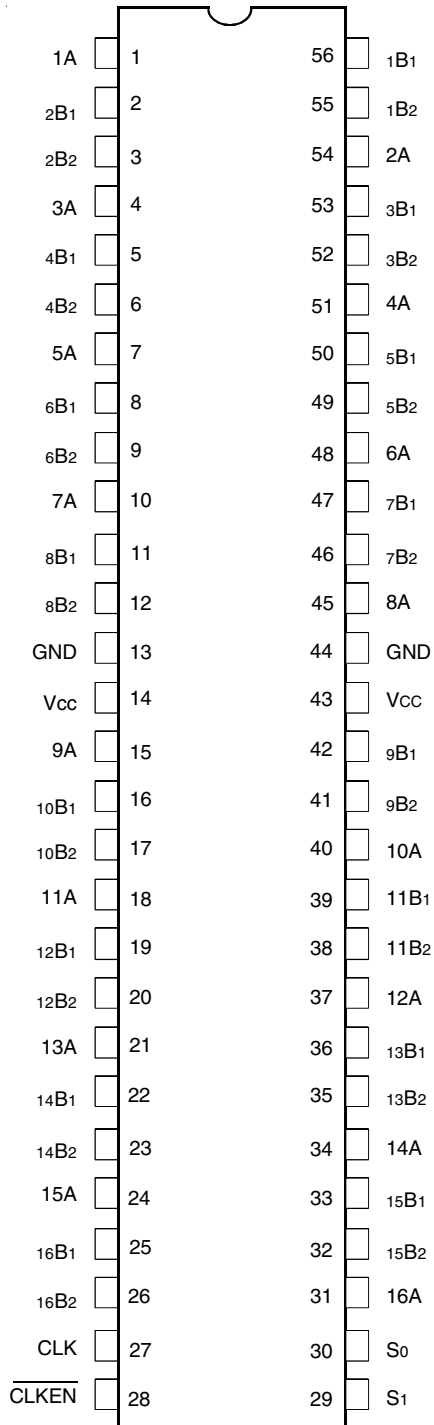 1A 1 56 1B1
2B1 2 55 1B2
2B2 3 54 2A
3A 4 53 3B1
4B1 5 52 3B2
4B2 6 51 4A
5A 7 50 5B1
6B1 8 49 5B2
6B2 9 48 6A
7A 10 47 7B1
8B1 11 46 7B2
8B2 12 45 8A
GND 13 44 GND
Vcc 14 43 VCC
9A 15 42 9B1
10B1 16 41 9B2
10B2 17 40 10A
11A 18 39 11B1
12B1 19 38 11B2
12B2 20 37 12A
13A 21 36 13B1
14B1 22 35 13B2
14B2 23 34 14A
15A 24 33 15B1
16B1 25 32 15B2
16B2 26 31 16A
CLK 27 30 S0
CLKEN 28 29 S1